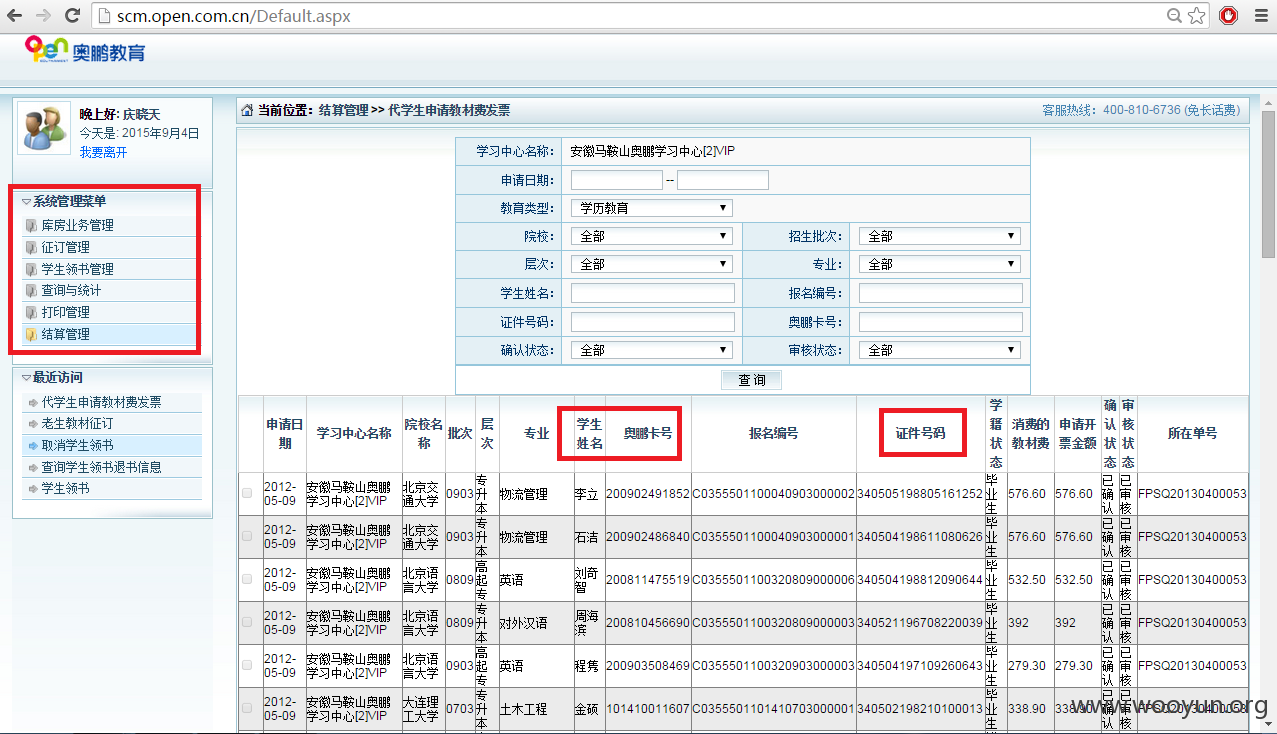 scm.open.com.cn/Default.aspx
open 奥鹏教育
晚上好: 庆晓天
今天是: 2015年9月4日
我要离开
系统管理菜单
库房业务管理
征订管理
学生领书管理
查询与统计
打印管理
结算管理
最近访问
代学生申请教材费发票
老生教材征订
取消学生领书
查询学生领书退书信息
学生领书
当前位置: 结算管理 >> 代学生申请教材费发票 客服热线: 400-810-6736 (免长话费)
学习中心名称: 安徽马鞍山奥鹏学习中心[2]VIP
申请日期: --
教育类型: 学历教育
院校: 全部 招生批次: 全部
层次: 全部 专业: 全部
学生姓名: 报名编号:
证件号码: 奥鹏卡号:
确认状态: 全部 审核状态: 全部
查 询
申请日期 学习中心名称 院校名称 批次 层次 专业 学生姓名 奥鹏卡号 报名编号 证件号码 学籍状态 消费的教材费 申请开票金额 确认状态 审核状态 所在单号
2012-05-09 安徽马鞍山奥鹏学习中心[2]VIP 北京交通大学 0903 专升本 物流管理 李立 200902491852 C0355501100040903000002 340505198805161252 毕业生 576.60 576.60 已确认 已审核 FPSQ20130400053
2012-05-09 安徽马鞍山奥鹏学习中心[2]VIP 北京交通大学 0903 专升本 物流管理 石洁 200902486840 C0355501100040903000001 340504198611080626 毕业生 576.60 576.60 已确认 已审核 FPSQ20130400053
2012-05-09 安徽马鞍山奥鹏学习中心[2]VIP 北京语言大学 0809 高起专 英语 刘奇智 200811475519 C0355501100320809000006 340504198812090644 毕业生 532.50 532.50 已确认 已审核 FPSQ20130400053
2012-05-09 安徽马鞍山奥鹏学习中心[2]VIP 北京语言大学 0809 专升本 对外汉语 周海滨 200810456690 C0355501100320809000003 340521196708220039 毕业生 392 392 已确认 已审核 FPSQ20130400053
2012-05-09 安徽马鞍山奥鹏学习中心[2]VIP 北京语言大学 0903 高起专 英语 程隽 200903508469 C0355501100320903000003 340504197109260643 毕业生 279.30 279.30 已确认 已审核 FPSQ20130400053
2012-05-09 安徽马鞍山奥鹏学习中心[2]VIP 大连理工大学 0703 专升本 土木工程 金硕 101410011607 C0355501101410703000001 340502198210100013 毕业生 338.90 338.90 已确认 已审核 FPSQ20130400053
www.wooyun.org